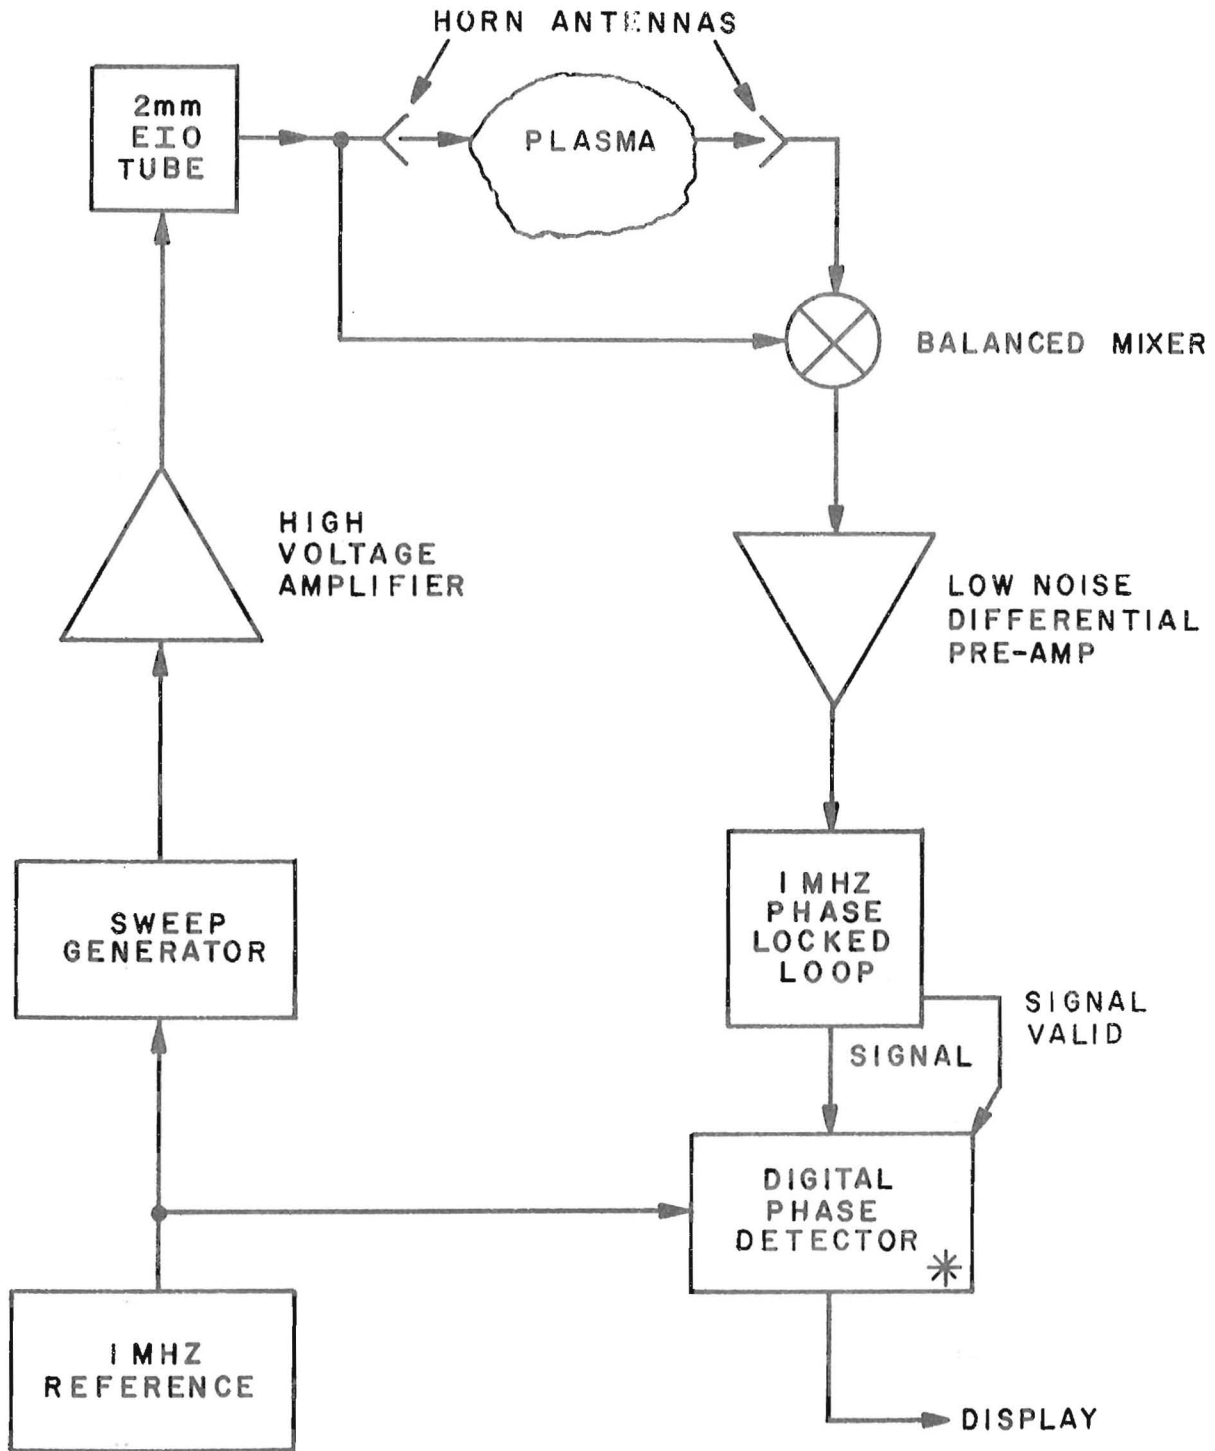 HORN ANTENNAS
2mm
EIO
TUBE
PLASMA
BALANCED MIXER
HIGH
VOLTAGE
AMPLIFIER
LOW NOISE
DIFFERENTIAL
PRE-AMP
1 MHZ
PHASE
LOCKED
LOOP
SWEEP
GENERATOR
SIGNAL
VALID
SIGNAL
DIGITAL
PHASE
DETECTOR
*
1 MHZ
REFERENCE
DISPLAY